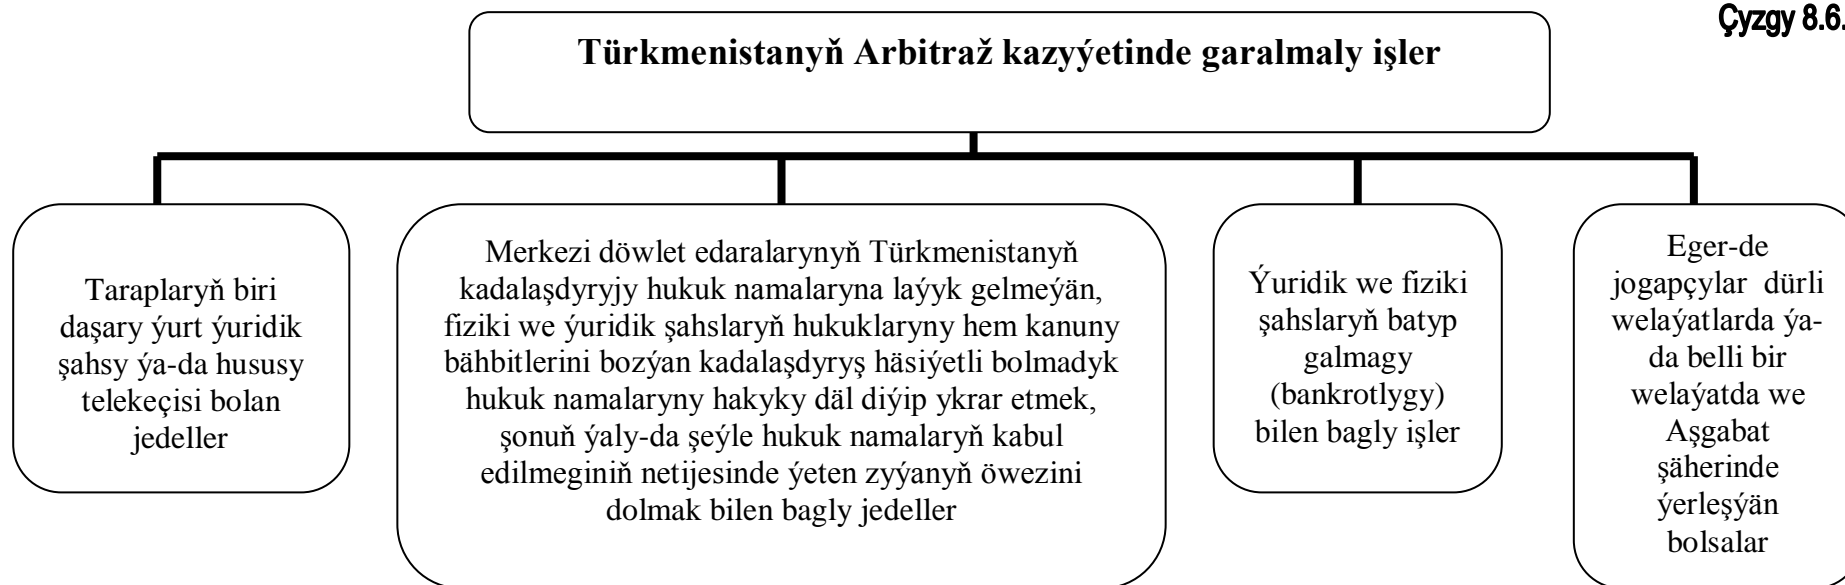 Çyzgy 8.6.
Türkmenistanyň Arbitraž kazyýetinde garalmaly işler
Taraplaryň biri
daşary ýurt ýuridik
şahsy ýa-da hususy
telekeçisi bolan
jedeller
Merkezi döwlet edaralarynyň Türkmenistanyň
kadalaşdyryjy hukuk namalaryna laýyk gelmeýän,
fiziki we ýuridik şahslaryň hukuklaryny hem kanuny
bähbitlerini bozýan kadalaşdyryş häsiýetli bolmadyk
hukuk namalaryny hakyky däl diýip ykrar etmek,
şonuň ýaly-da şeýle hukuk namalaryň kabul
edilmeginiň netijesinde ýeten zyýanyň öwezini
dolmak bilen bagly jedeller
Ýuridik we fiziki
şahslaryň batyp
galmagy
(bankrotlygy)
bilen bagly işler
Eger-de
jogapçylar dürli
welaýatlarda ýa-
da belli bir
welaýatda we
Aşgabat
şäherinde
ýerleşýän
bolsalar